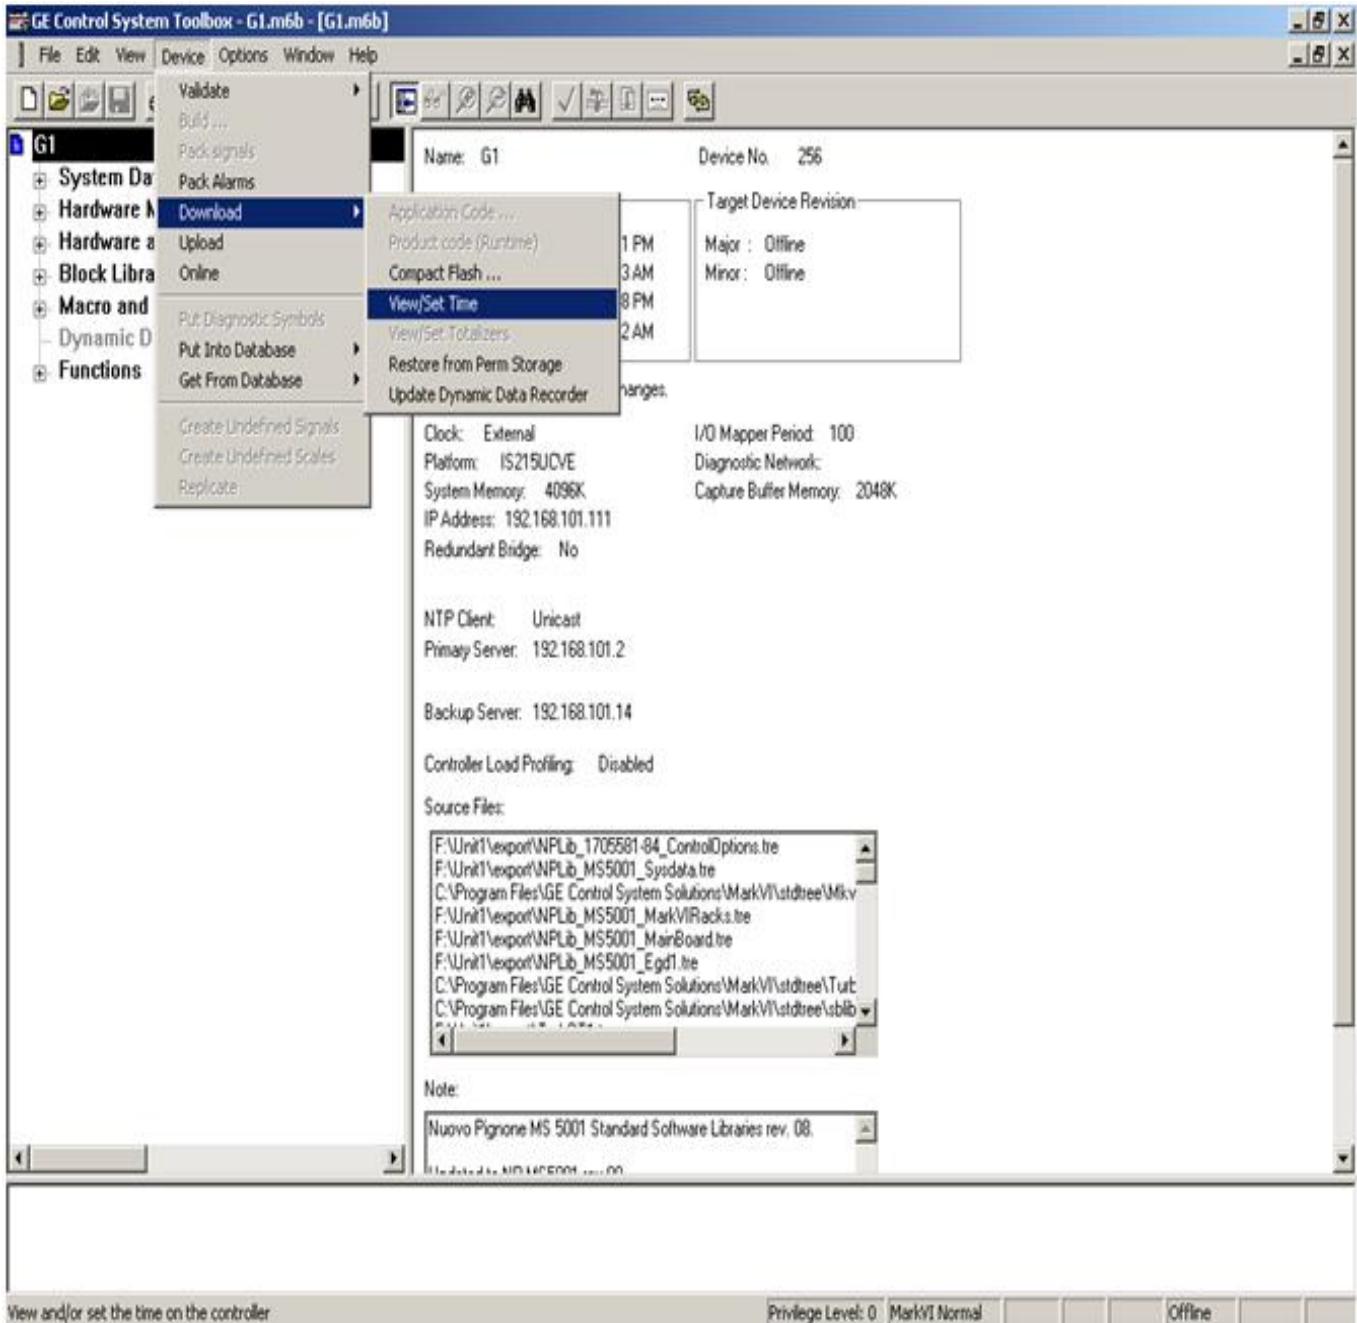 GE Control System Toolbox - G1.m6b - [G1.m6b]
File Edit View Device Options Window Help
G1
System Da
Hardware M
Hardware a
Block Libra
Macro and
Dynamic D
Functions
Validate
Build ...
Pack signals
Pack Alarms
Download
Upload
Online
Put Diagnostic Symbols
Put Into Database
Get From Database
Create Undefined Signals
Create Undefined Scales
Replicate
Application Code ...
Product code (Runtime)
Compact Flash ...
View/Set Time
View/Set Totalizers
Restore from Perm Storage
Update Dynamic Data Recorder
Name: G1 Device No. 256
1 PM
3 AM
8 PM
2 AM
Target Device Revision
Major : Offline
Minor : Offline
hanges.
Clock: External I/O Mapper Period: 100
Platform: IS215UCVE Diagnostic Network:
System Memory: 4096K Capture Buffer Memory: 2048K
IP Address: 192.168.101.111
Redundant Bridge: No
NTP Client: Unicast
Primary Server: 192.168.101.2
Backup Server: 192.168.101.14
Controller Load Profiling: Disabled
Source Files:
F:\Unit1\export\NPLib_1705581-84_ControlOptions.tre
F:\Unit1\export\NPLib_MS5001_Sysdata.tre
C:\Program Files\GE Control System Solutions\MarkVI\stdtree\Mkv
F:\Unit1\export\NPLib_MS5001_MarkVIRacks.tre
F:\Unit1\export\NPLib_MS5001_MainBoard.tre
F:\Unit1\export\NPLib_MS5001_Egd1.tre
C:\Program Files\GE Control System Solutions\MarkVI\stdtree\Turb
C:\Program Files\GE Control System Solutions\MarkVI\stdtree\sblib
Note:
Nuovo Pignone MS 5001 Standard Software Libraries rev. 08.
View and/or set the time on the controller Privilege Level: 0 MarkVI Normal Offline